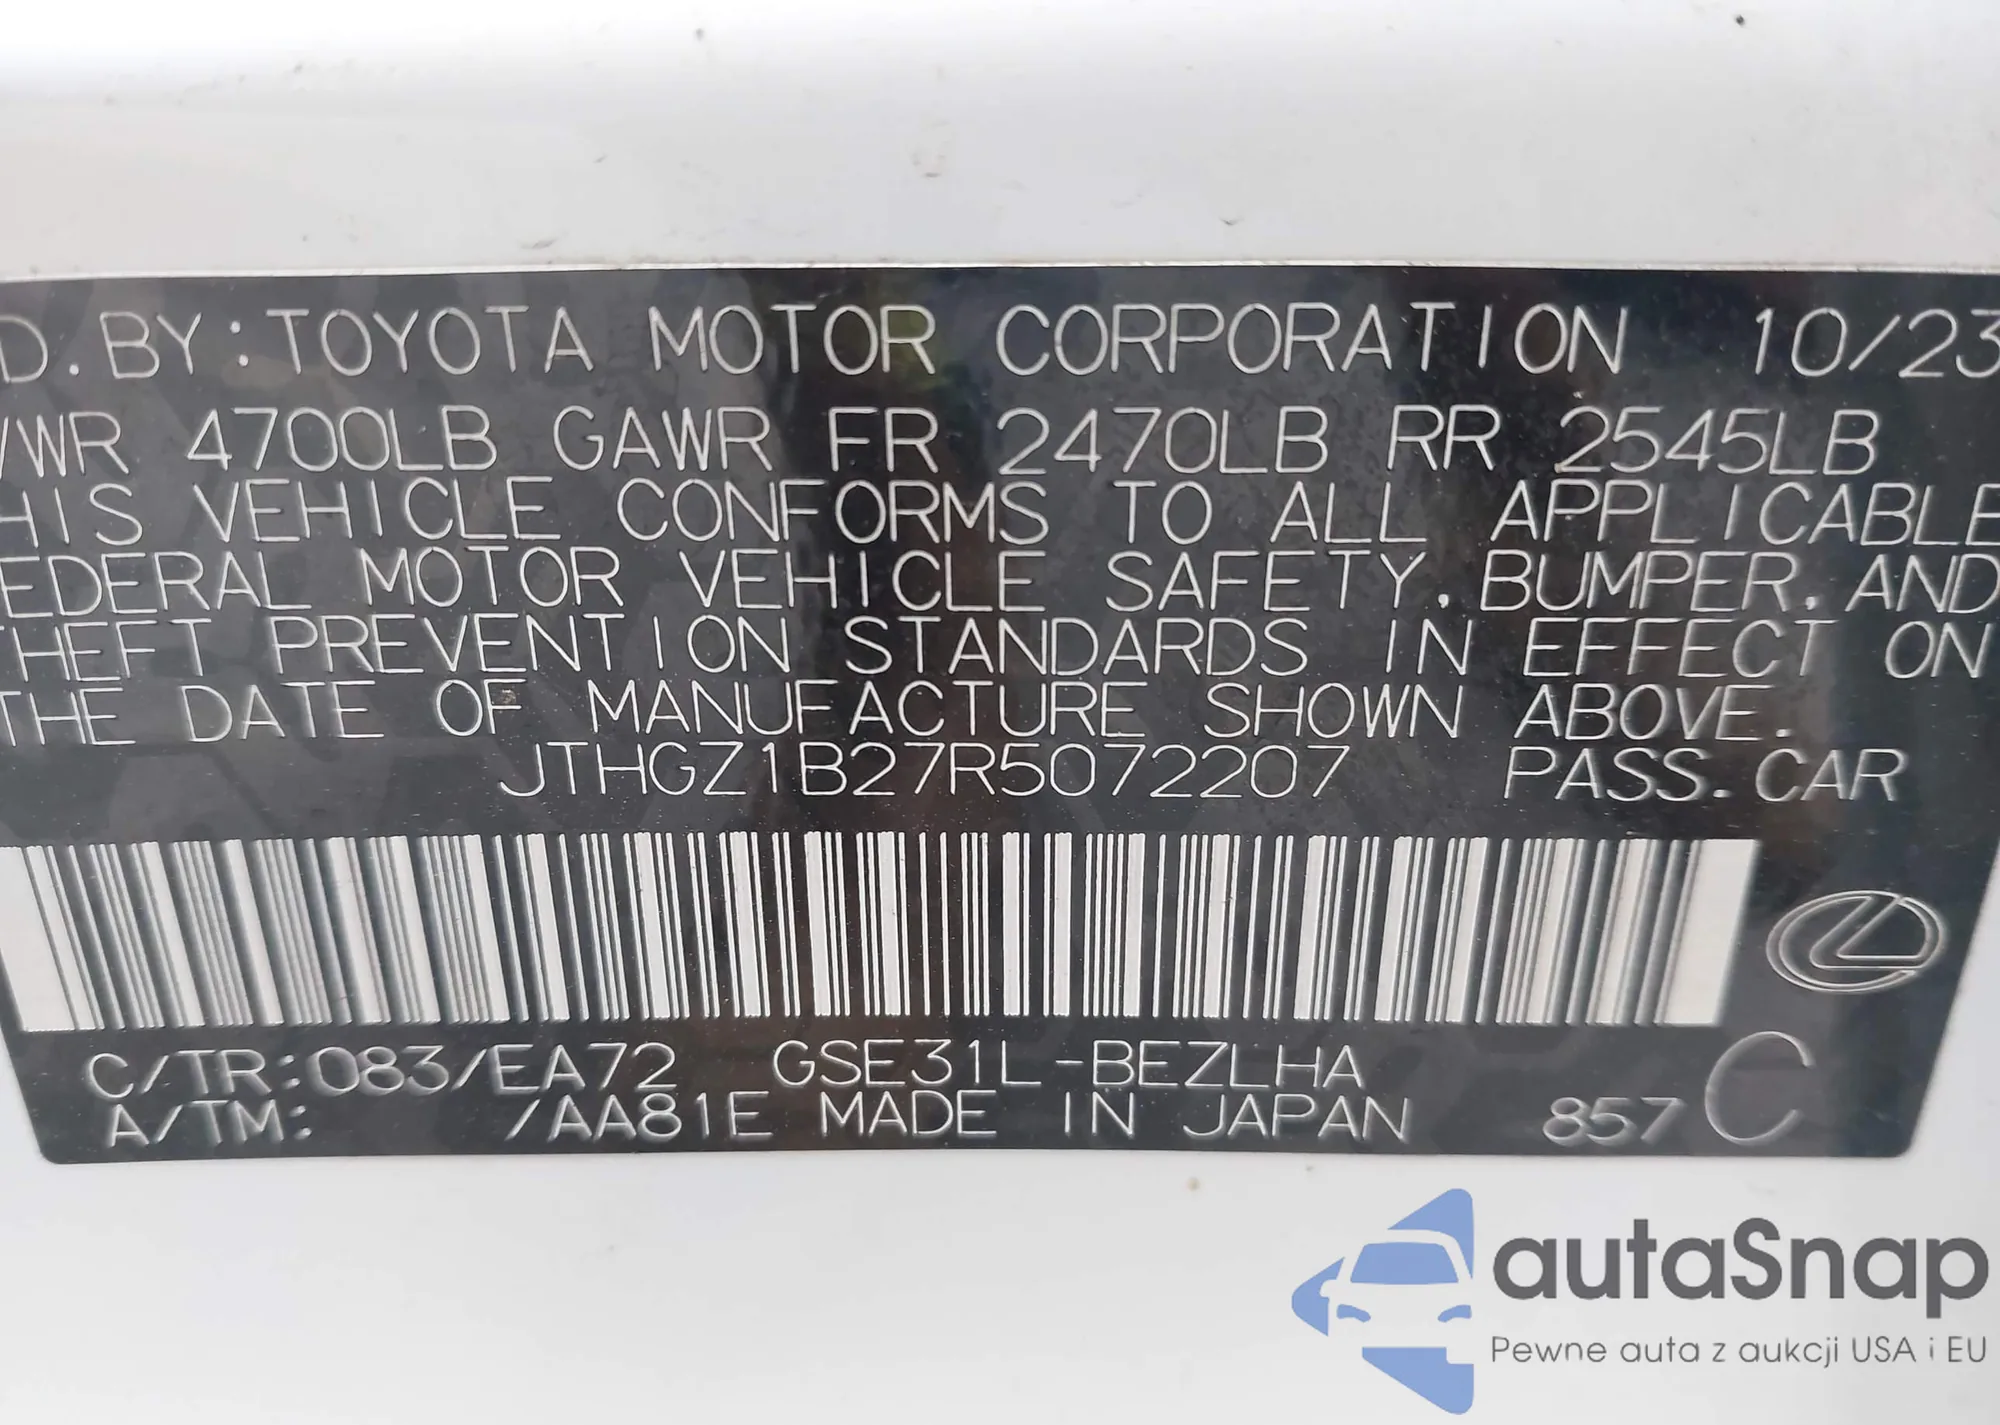 D. BY: TOYOTA MOTOR CORPORATION 10/23
VWR 4700LB GAWR FR 2470LB RR 2545LB
HIS VEHICLE CONFORMS TO ALL APPLICABLE
EDERAL MOTOR VEHICLE SAFETY, BUMPER, AND
HEFT PREVENTION STANDARDS IN EFFECT ON
THE DATE OF MANUFACTURE SHOWN ABOVE.
JTHGZ1B27R5072207 PASS. CAR
C/TR:083/EA72 GSE31L-BEZLHA
A/TM: /AA81E MADE IN JAPAN 857 C
autaSnap
Pewne auta z aukcji USA i EU